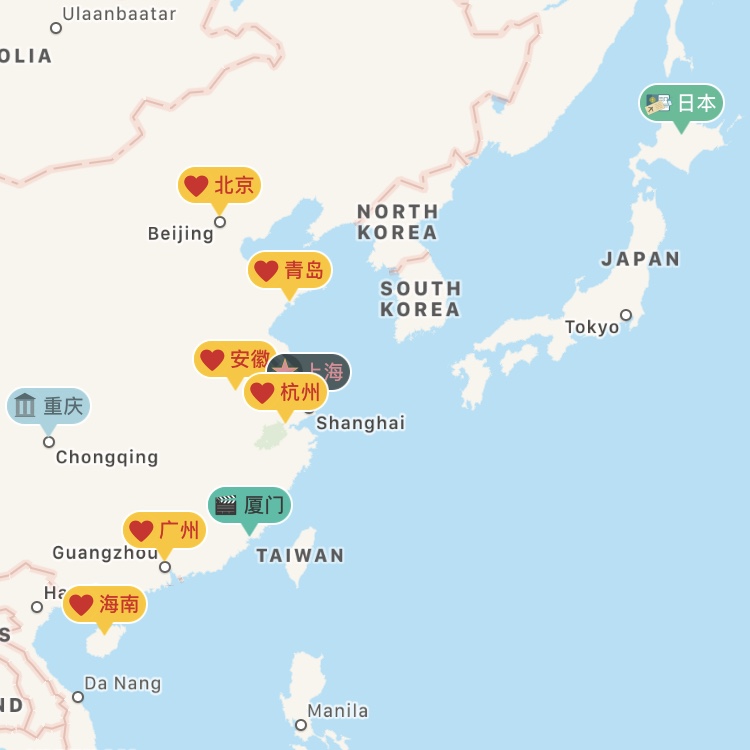 Ulaanbaatar
OLIA
日本
北京
Beijing
NORTH
KOREA
JAPAN
青岛
SOUTH
KOREA
Tokyo
安徽
上海
杭州
重庆
Shanghai
Chongqing
厦门
广州
Guangzhou
TAIWAN
Ha
海南
S
Da Nang
ND
Manila